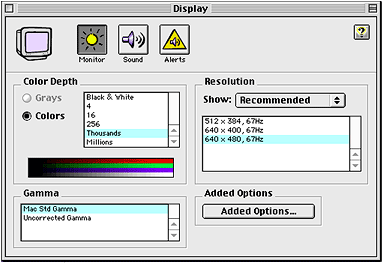 Display
?
Monitor Sound Alerts
Color Depth
Grays
Colors
Black & White
4
16
256
Thousands
Millions
Resolution
Show: Recommended
512 x 384, 67Hz
640 x 400, 67Hz
640 x 480, 67Hz
Gamma
Mac Std Gamma
Uncorrected Gamma
Added Options
Added Options...